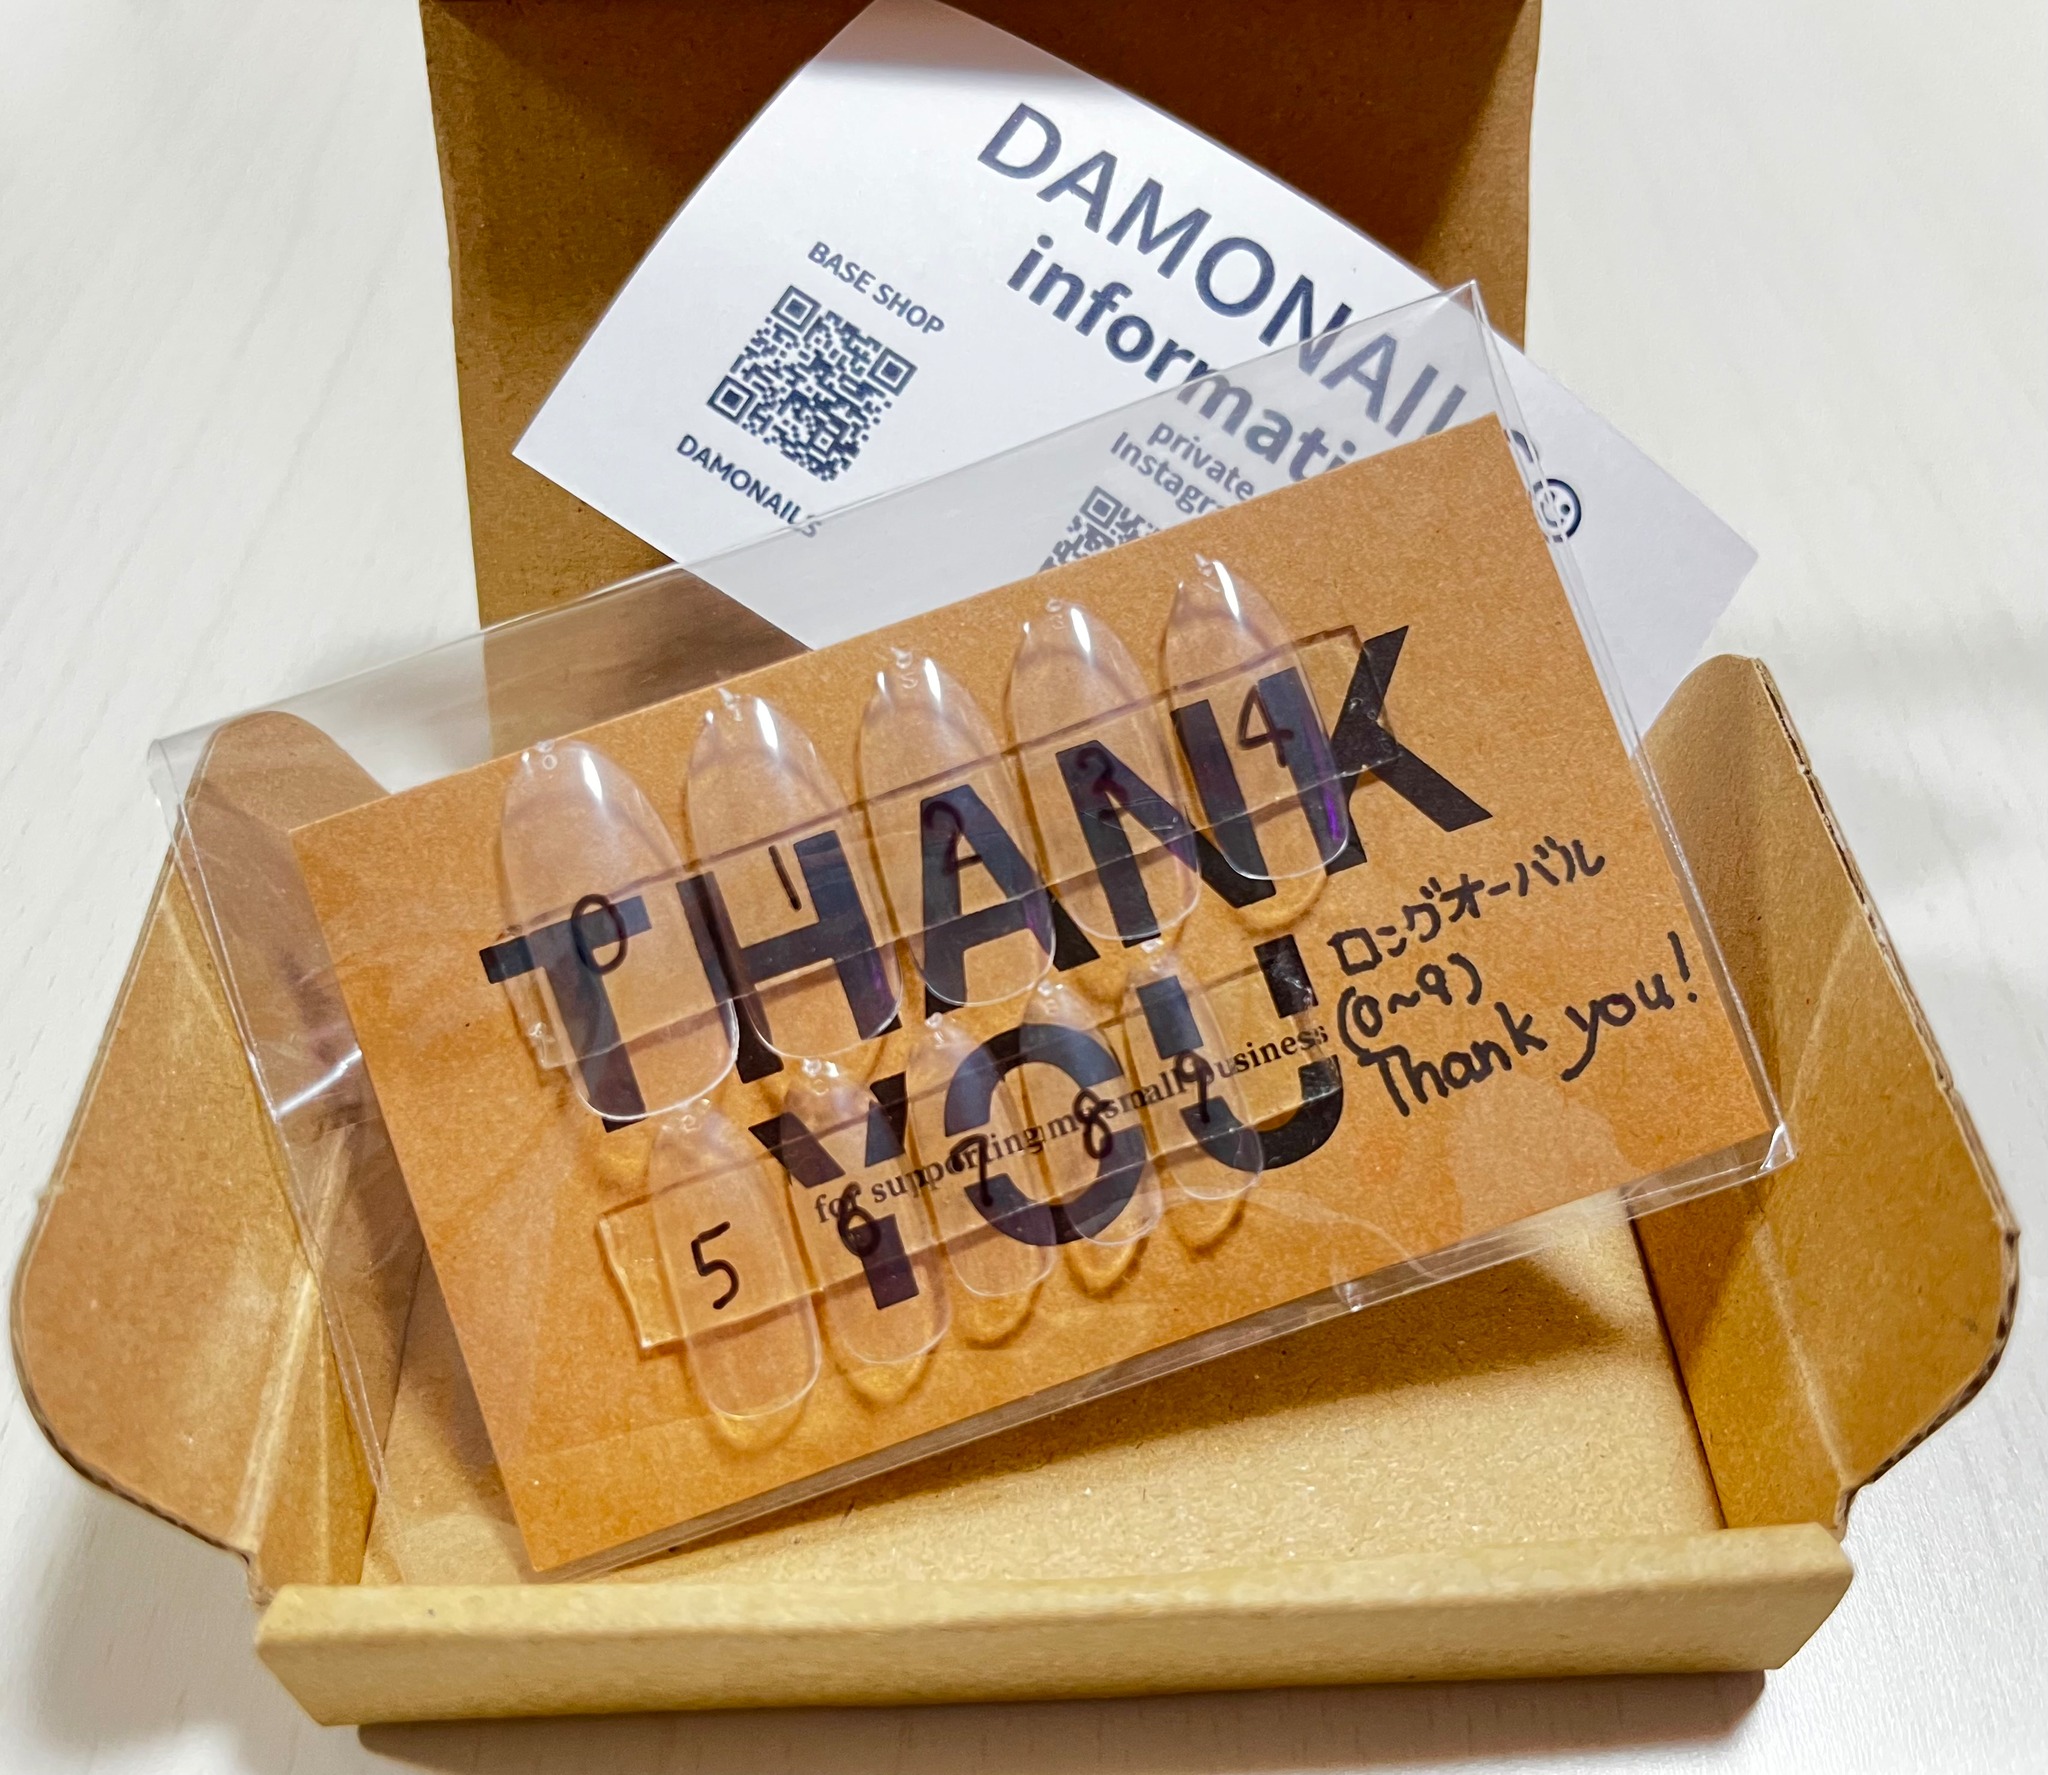 DAMONAILS
information
BASE SHOP
DAMONAILS
private
THANK
YOU
for supporting my small business
ロングオーバル
(0~9)
Thank you!
0
1
2
3
4
5
6
7
8
9